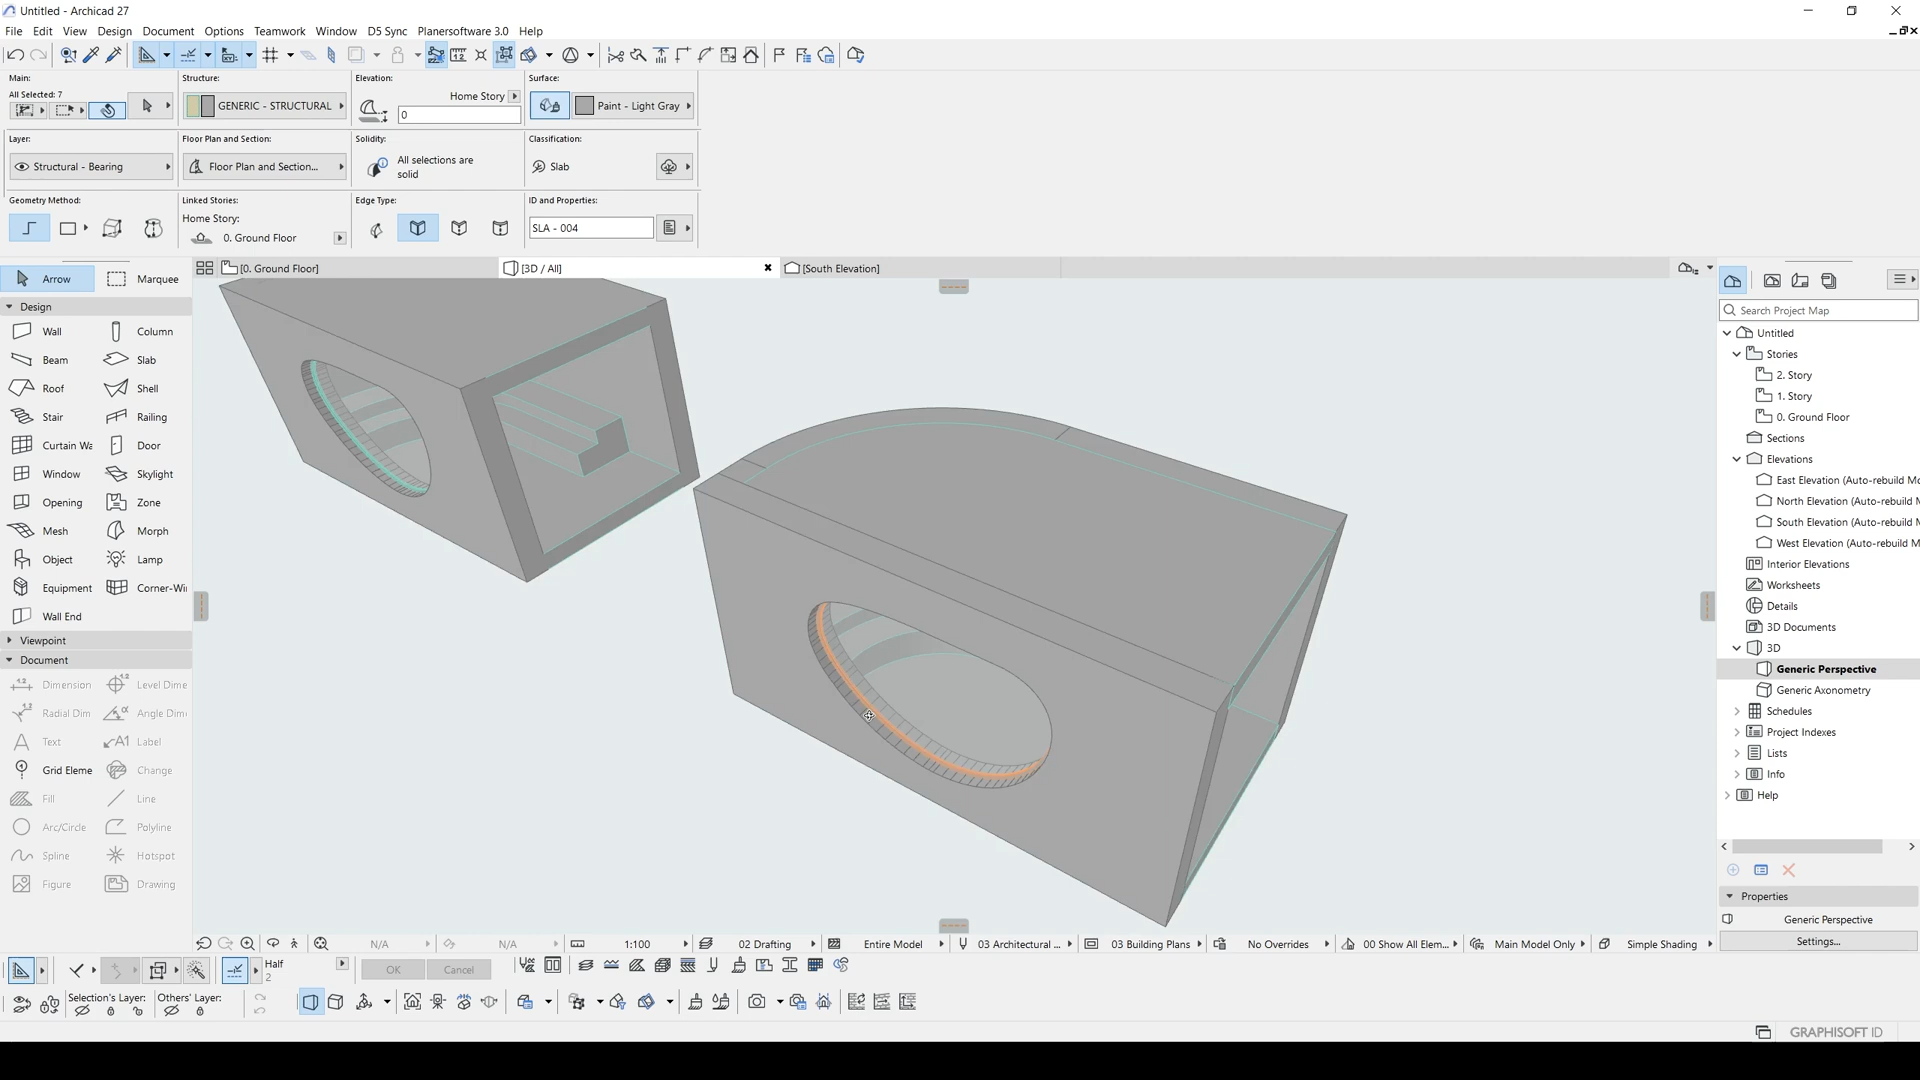 Untitled - Archicad 27
File Edit View Design Document Options Teamwork Window D5 Sync Planersoftware 3.0 Help
Main: Structure: Elevation: Surface:
All Selected: 7 GENERIC - STRUCTURAL Home Story Paint - Light Gray
0
Layer: Floor Plan and Section: Solidity: Classification:
Structural - Bearing Floor Plan and Section... All selections are
solid Slab
Geometry Method: Linked Stories: Edge Type: ID and Properties:
Home Story:
0. Ground Floor SLA - 004
[0. Ground Floor] [3D / All] [South Elevation]
Arrow Marquee
Design
Wall Column
Beam Slab
Roof Shell
Stair Railing
Curtain Wa Door
Window Skylight
Opening Zone
Mesh Morph
Object Lamp
Equipment Corner-Wi
Wall End
Viewpoint
Document
Dimension Level Dime
Radial Dim Angle Dim
Text Label
Grid Eleme Change
Fill Line
Arc/Circle Polyline
Spline Hotspot
Figure Drawing
Search Project Map
Untitled
Stories
2. Story
1. Story
0. Ground Floor
Sections
Elevations
East Elevation (Auto-rebuild Mo
North Elevation (Auto-rebuild M
South Elevation (Auto-rebuild M
West Elevation (Auto-rebuild M
Interior Elevations
Worksheets
Details
3D Documents
3D
Generic Perspective
Generic Axonometry
Schedules
Project Indexes
Lists
Info
Help
Properties
Generic Perspective
Settings...
N/A N/A 1:100 02 Drafting Entire Model 03 Architectural ... 03 Building Plans No Overrides 00 Show All Elem... Main Model Only Simple Shading
Half
2
OK Cancel
Selection's Layer: Others' Layer:
GRAPHISOFT ID